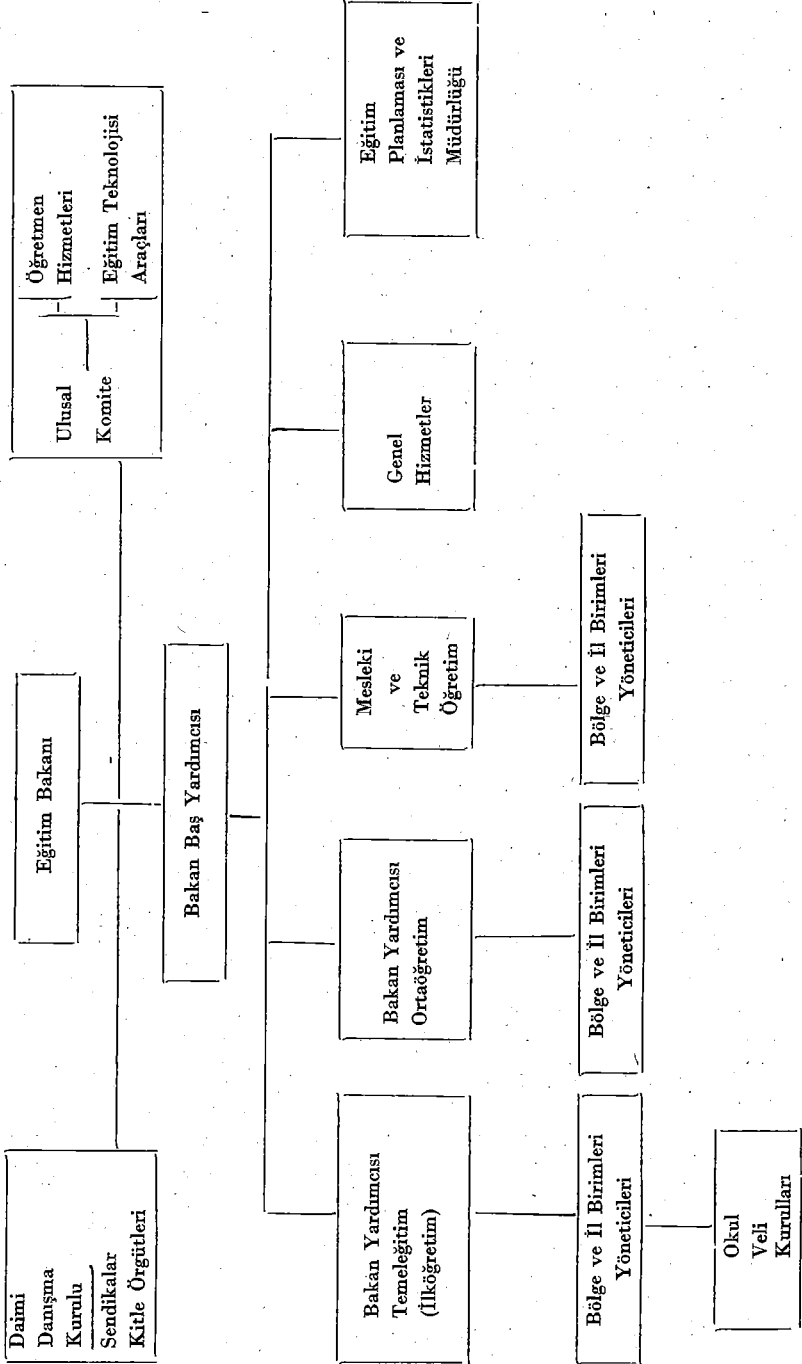 Daimi
Danışma
Kurulu
Sendikalar
Kitle Örgütleri
Eğitim Bakanı
Ulusal
Komite
Öğretmen
Hizmetleri
Eğitim Teknolojisi
Araçları
Bakan Baş Yardımcısı
Bakan Yardımcısı
Temeleğitim
(İlköğretim)
Bakan Yardımcısı
Ortaöğretim
Mesleki
ve
Teknik
Öğretim
Genel
Hizmetler
Eğitim
Planlaması ve
İstatistikleri
Müdürlüğü
Bölge ve İl Birimleri
Yöneticileri
Bölge ve İl Birimleri
Yöneticileri
Bölge ve İl Birimleri
Yöneticileri
Okul
Veli
Kurulları